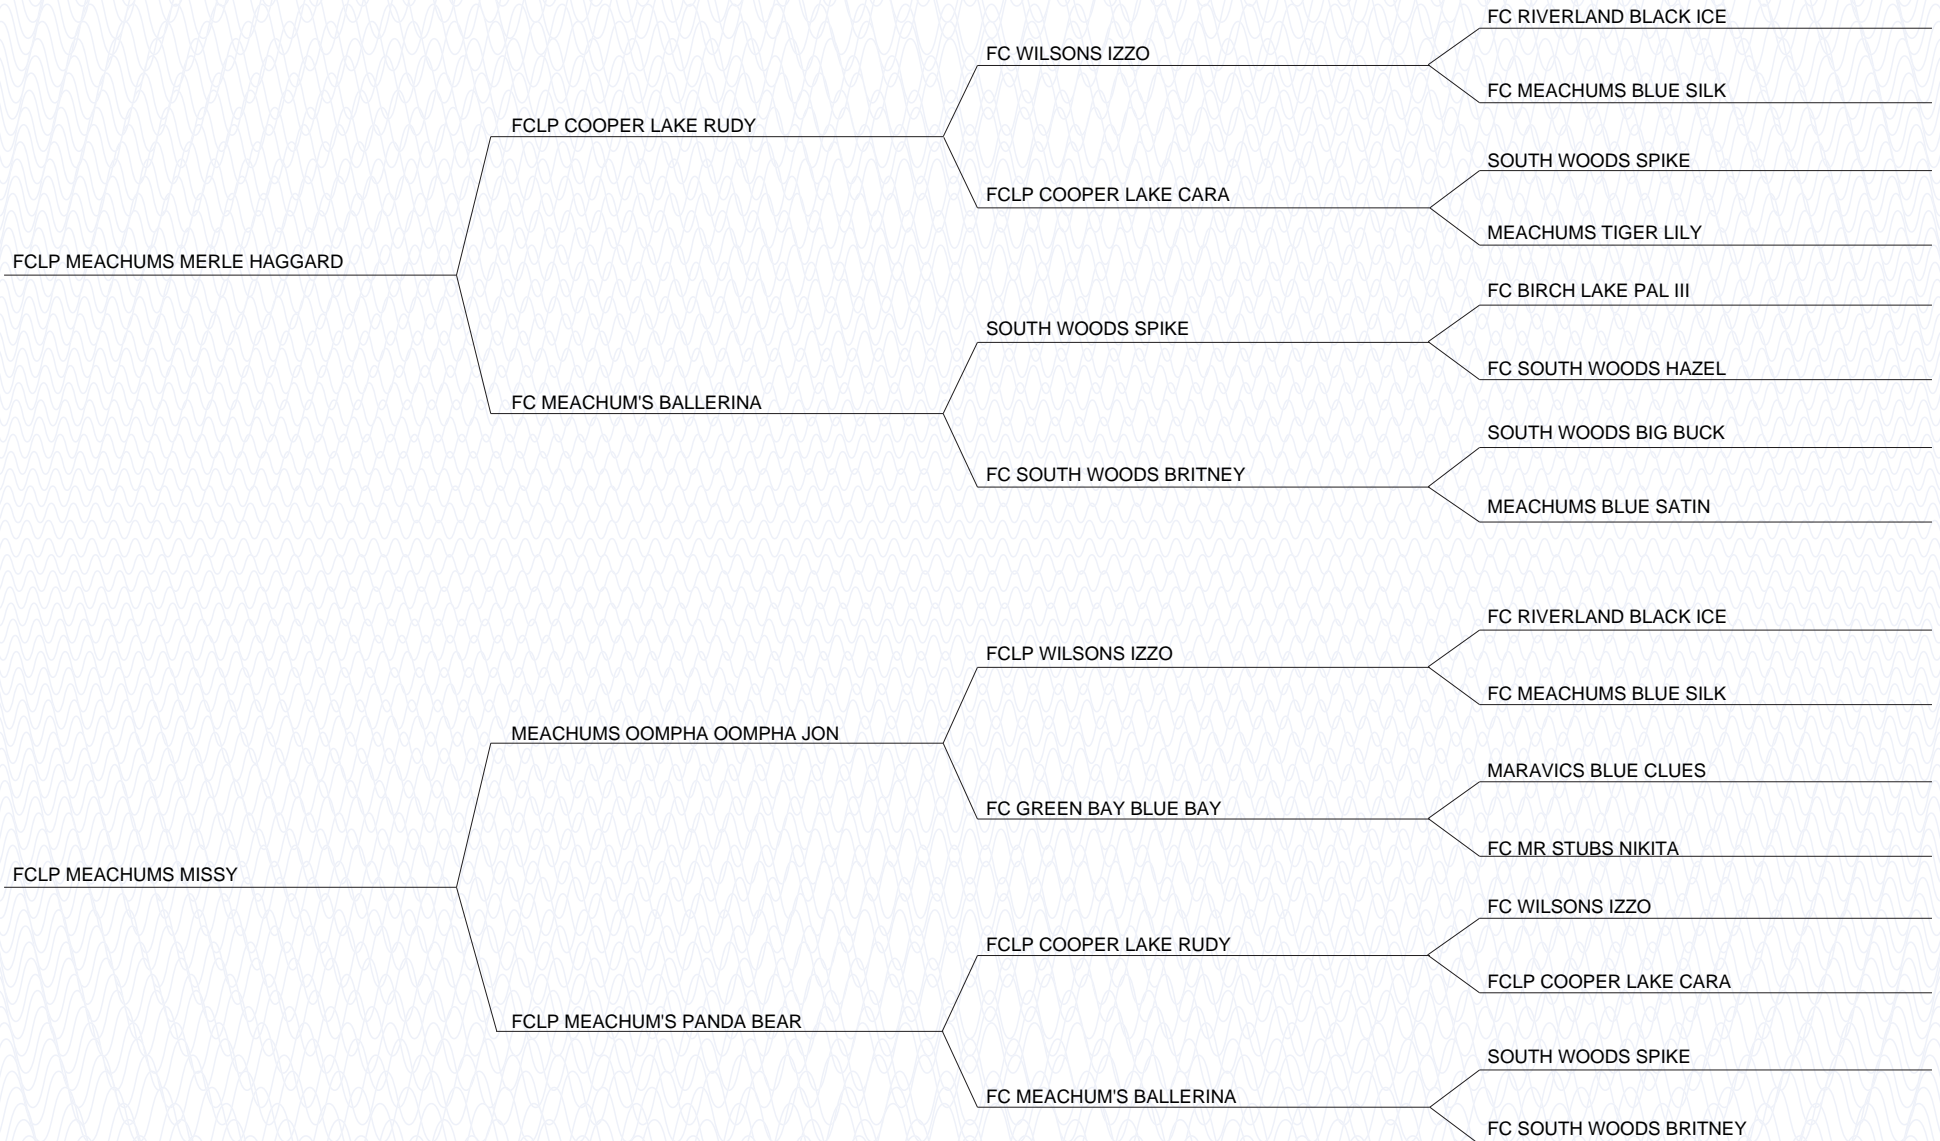 FC RIVERLAND BLACK ICE
FC WILSONS IZZO
FC MEACHUMS BLUE SILK
FCLP COOPER LAKE RUDY
SOUTH WOODS SPIKE
FCLP COOPER LAKE CARA
MEACHUMS TIGER LILY
FCLP MEACHUMS MERLE HAGGARD
FC BIRCH LAKE PAL III
SOUTH WOODS SPIKE
FC SOUTH WOODS HAZEL
FC MEACHUM'S BALLERINA
SOUTH WOODS BIG BUCK
FC SOUTH WOODS BRITNEY
MEACHUMS BLUE SATIN
FC RIVERLAND BLACK ICE
FCLP WILSONS IZZO
FC MEACHUMS BLUE SILK
MEACHUMS OOMPHA OOMPHA JON
MARAVICS BLUE CLUES
FC GREEN BAY BLUE BAY
FC MR STUBS NIKITA
FCLP MEACHUMS MISSY
FC WILSONS IZZO
FCLP COOPER LAKE RUDY
FCLP COOPER LAKE CARA
FCLP MEACHUM'S PANDA BEAR
SOUTH WOODS SPIKE
FC MEACHUM'S BALLERINA
FC SOUTH WOODS BRITNEY